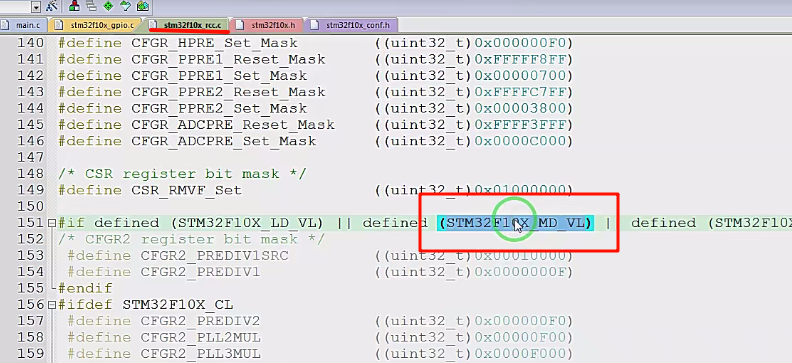 main.c stm32f10x_gpio.c stm32f10x_rcc.c stm32f10x.h stm32f10x_conf.h
140 #define CFGR_HPRE_Set_Mask ((uint32_t)0x000000F0)
141 #define CFGR_PPRE1_Reset_Mask ((uint32_t)0xFFFFF8FF)
142 #define CFGR_PPRE1_Set_Mask ((uint32_t)0x00000700)
143 #define CFGR_PPRE2_Reset_Mask ((uint32_t)0xFFFFC7FF)
144 #define CFGR_PPRE2_Set_Mask ((uint32_t)0x00003800)
145 #define CFGR_ADCPRE_Reset_Mask ((uint32_t)0xFFFF3FFF)
146 #define CFGR_ADCPRE_Set_Mask ((uint32_t)0x0000C000)
147
148 /* CSR register bit mask */
149 #define CSR_RMVF_Set ((uint32_t)0x01000000)
150
151 #if defined (STM32F10X_LD_VL) || defined (STM32F10X_MD_VL) | defined (STM32F10X
152 /* CFGR2 register bit mask */
153 #define CFGR2_PREDIV1SRC ((uint32_t)0x00010000)
154 #define CFGR2_PREDIV1 ((uint32_t)0x0000000F)
155 #endif
156 #ifdef STM32F10X_CL
157 #define CFGR2_PREDIV2 ((uint32_t)0x000000F0)
158 #define CFGR2_PLL2MUL ((uint32_t)0x00000F00)
159 #define CFGR2_PLL3MUL ((uint32_t)0x0000F000)